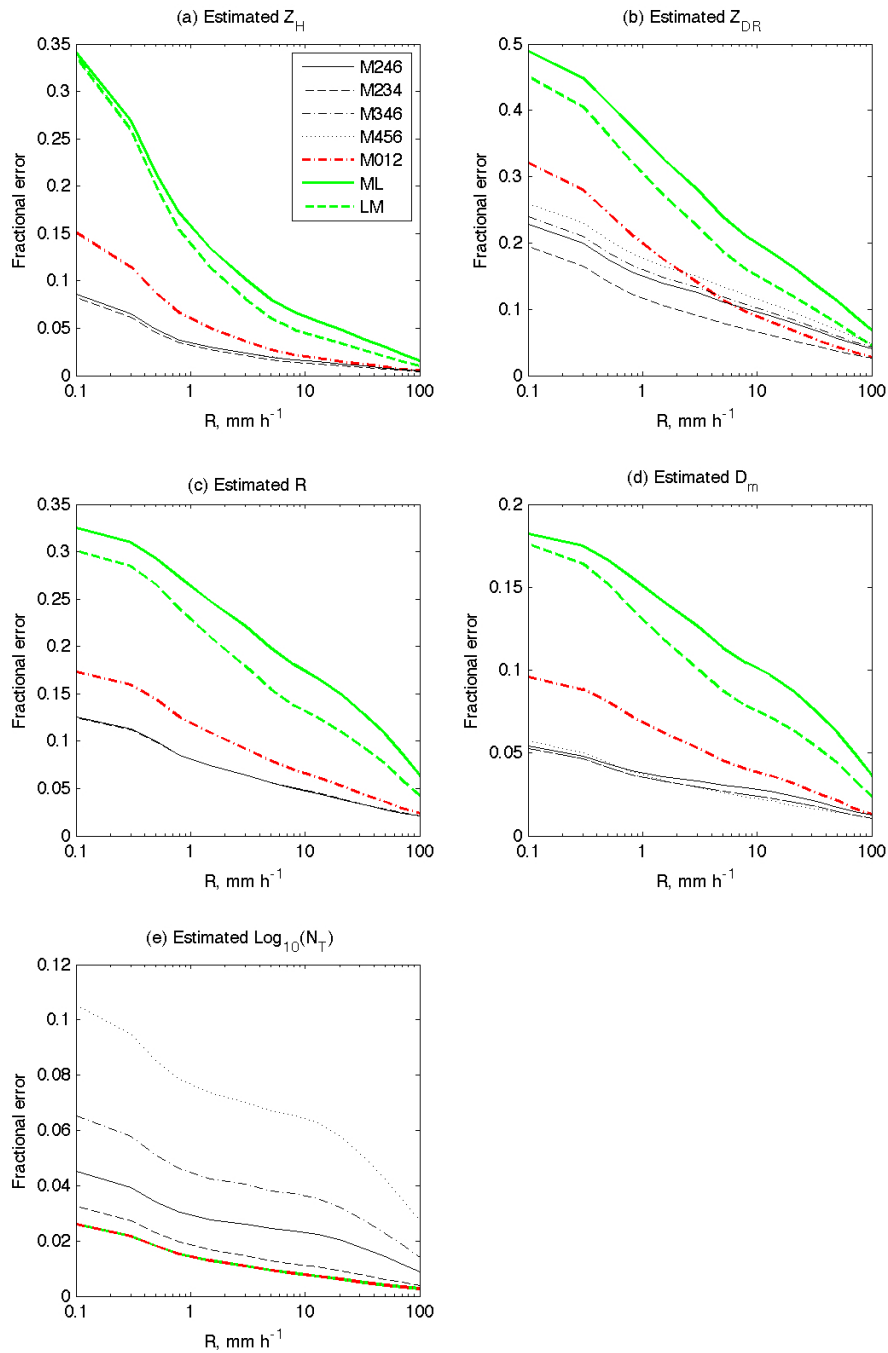 (a) Estimated Z_H
0.35
0.3
0.25
0.2
0.15
0.1
0.05
0
Fractional error
0.1
1
10
100
R, mm h^-1
M246
M234
M346
M456
M012
ML
LM
(b) Estimated Z_DR
0.5
0.4
0.3
0.2
0.1
0
Fractional error
0.1
1
10
100
R, mm h^-1
(c) Estimated R
0.35
0.3
0.25
0.2
0.15
0.1
0.05
0
Fractional error
0.1
1
10
100
R, mm h^-1
(d) Estimated D_m
0.2
0.15
0.1
0.05
0
Fractional error
0.1
1
10
100
R, mm h^-1
(e) Estimated Log_10(N_T)
0.12
0.1
0.08
0.06
0.04
0.02
0
Fractional error
0.1
1
10
100
R, mm h^-1